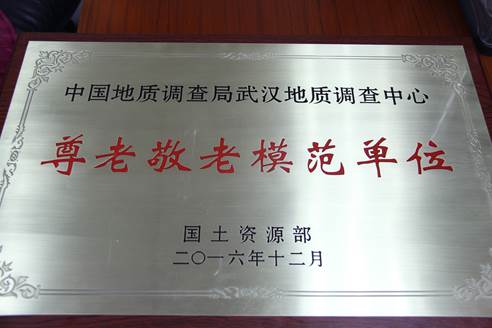 中国地质调查局武汉地质调查中心
尊老敬老模范单位
国土资源部
二〇一六年十二月